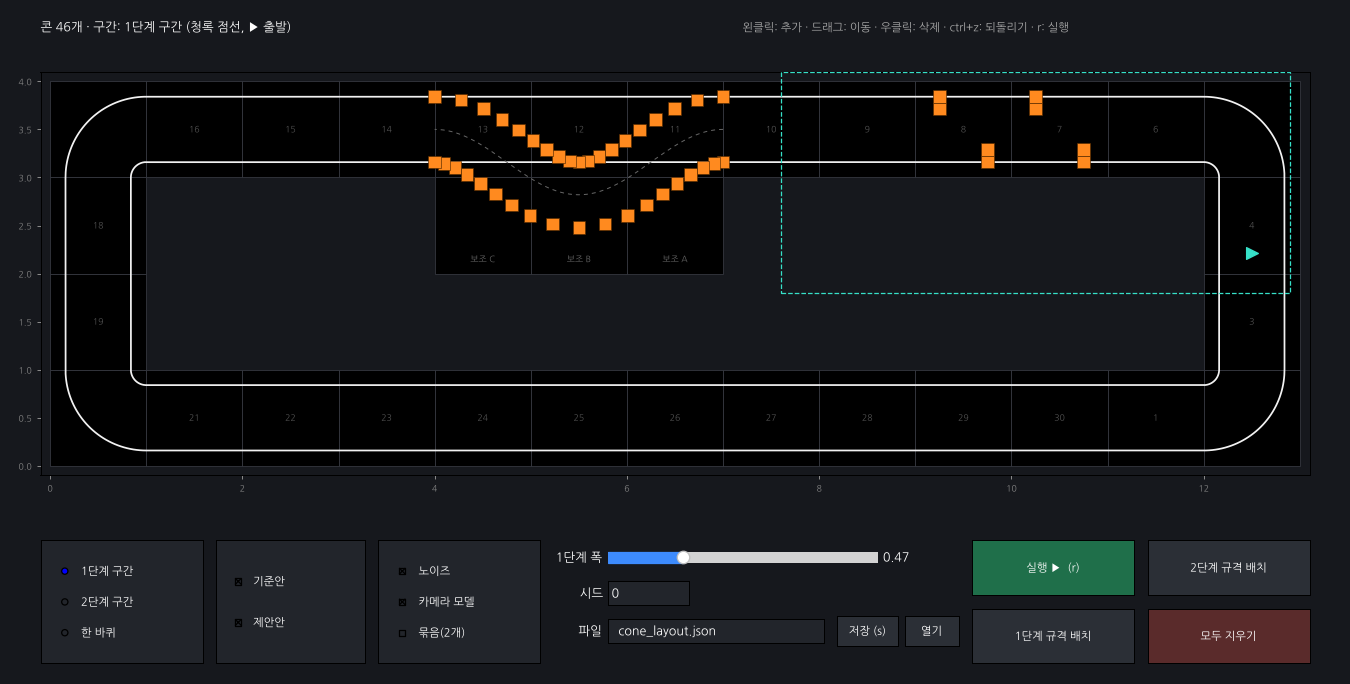 콘 46개 · 구간: 1단계 구간 (청록 점선, ▶ 출발)
왼클릭: 추가 · 드래그: 이동 · 우클릭: 삭제 · ctrl+z: 되돌리기 · r: 실행
4.0
3.5
3.0
2.5
2.0
1.5
1.0
0.5
0.0
16 15 14 13 12 11 10 9 8 7 6
18 4
보조 C 보조 B 보조 A
19 3
21 22 23 24 25 26 27 28 29 30 1
0 2 4 6 8 10 12
1단계 구간
2단계 구간
한 바퀴
기준안
제안안
노이즈
카메라 모델
묶음(2개)
1단계 폭 0.47
시드 0
파일 cone_layout.json 저장 (s) 열기
실행 ▶ (r) 2단계 규격 배치
1단계 규격 배치 모두 지우기